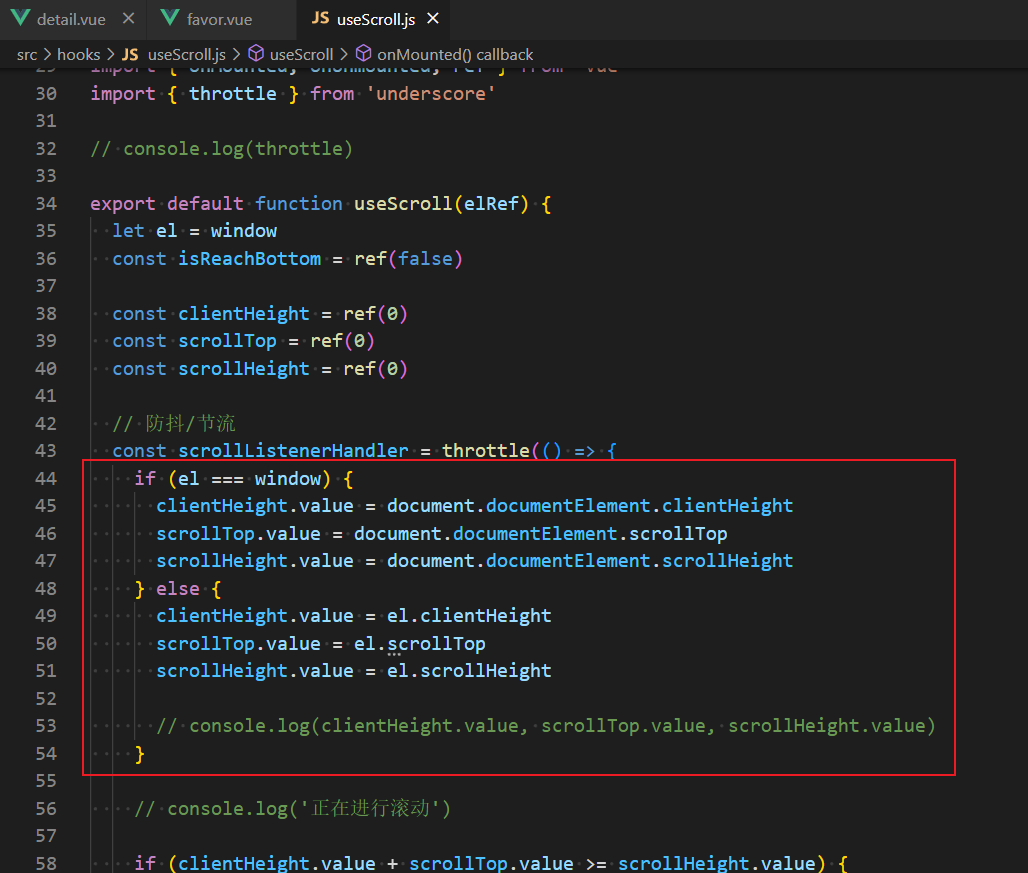 detail.vue × favor.vue JS useScroll.js ×
src > hooks > JS useScroll.js > useScroll > onMounted() callback
29 import { onMounted, onUnmounted, ref } from 'vue'
30 import { throttle } from 'underscore'
31
32 // console.log(throttle)
33
34 export default function useScroll(elRef) {
35 let el = window
36 const isReachBottom = ref(false)
37
38 const clientHeight = ref(0)
39 const scrollTop = ref(0)
40 const scrollHeight = ref(0)
41
42 // 防抖/节流
43 const scrollListenerHandler = throttle(() => {
44 if (el === window) {
45 clientHeight.value = document.documentElement.clientHeight
46 scrollTop.value = document.documentElement.scrollTop
47 scrollHeight.value = document.documentElement.scrollHeight
48 } else {
49 clientHeight.value = el.clientHeight
50 scrollTop.value = el.scrollTop
51 scrollHeight.value = el.scrollHeight
52
53 // console.log(clientHeight.value, scrollTop.value, scrollHeight.value)
54 }
55
56 // console.log('正在进行滚动')
57
58 if (clientHeight.value + scrollTop.value >= scrollHeight.value) {